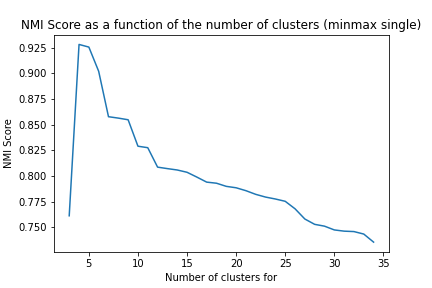 NMI Score as a function of the number of clusters (minmax single)
0.925
0.900
0.875
0.850
0.825
0.800
0.775
0.750
NMI Score
5 10 15 20 25 30 35
Number of clusters for